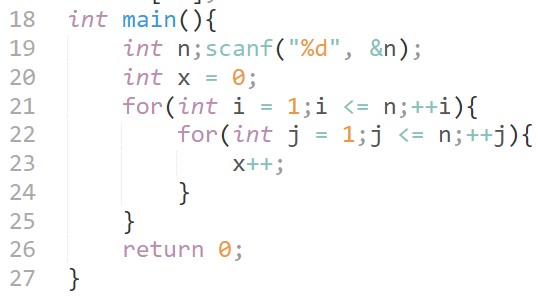 18 int main(){
19 int n;scanf("%d", &n);
20 int x = 0;
21 for(int i = 1;i <= n;++i){
22 for(int j = 1;j <= n;++j){
23 x++;
24 }
25 }
26 return 0;
27 }